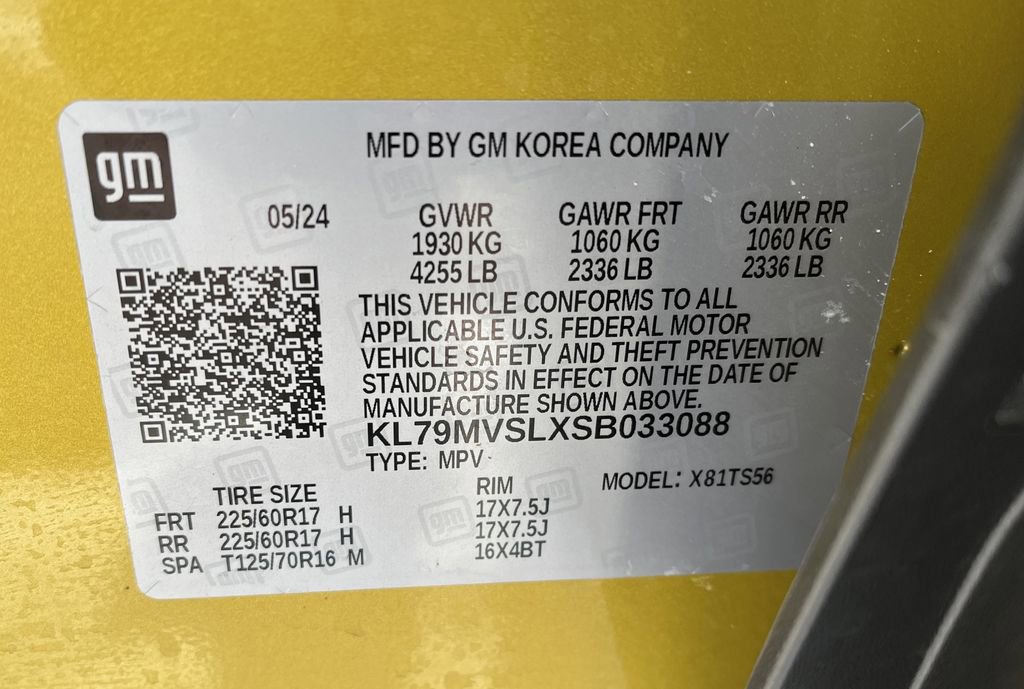 gm
MFD BY GM KOREA COMPANY
05/24 GVWR GAWR FRT GAWR RR
1930 KG 1060 KG 1060 KG
4255 LB 2336 LB 2336 LB
THIS VEHICLE CONFORMS TO ALL
APPLICABLE U.S. FEDERAL MOTOR
VEHICLE SAFETY AND THEFT PREVENTION
STANDARDS IN EFFECT ON THE DATE OF
MANUFACTURE SHOWN ABOVE.
KL79MVSLXSB033088
TYPE: MPV
TIRE SIZE RIM MODEL: X81TS56
FRT 225/60R17 H 17X7.5J
RR 225/60R17 H 17X7.5J
SPA T125/70R16 M 16X4BT